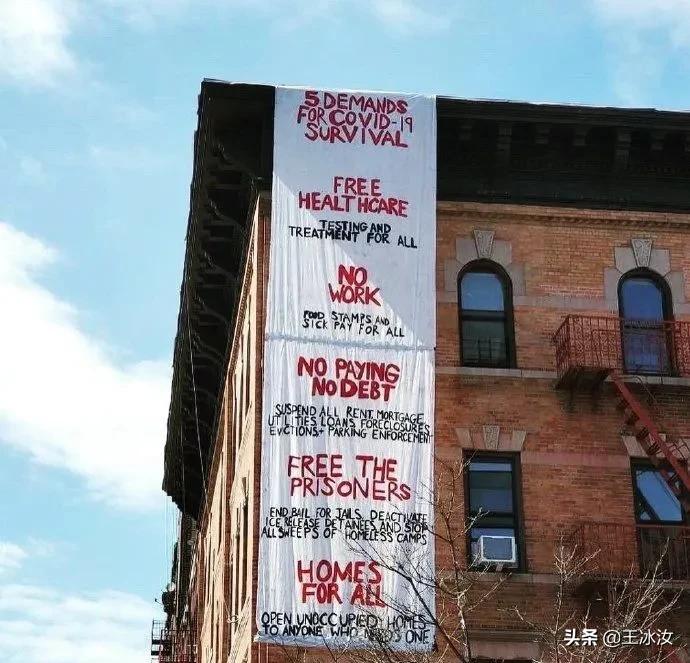 5 DEMANDS
FOR COVID-19
SURVIVAL
FREE
HEALTHCARE
TESTING AND
TREATMENT FOR ALL
NO
WORK
FOOD STAMPS AND
SICK PAY FOR ALL
NO PAYING
NO DEBT
SUSPEND ALL RENT, MORTGAGE,
UTILITIES LOANS FORECLOSURES
EVICTIONS + PARKING ENFORCEMENT
FREE THE
PRISONERS
END BAIL FOR JAILS. DEACTIVATE
ICE, RELEASE DETAINEES AND STOP
ALL SWEEPS OF HOMELESS CAMPS
HOMES
FOR ALL
OPEN UNOCCUPIED HOMES
TO ANYONE WHO NEEDS ONE
头条 @王冰汝